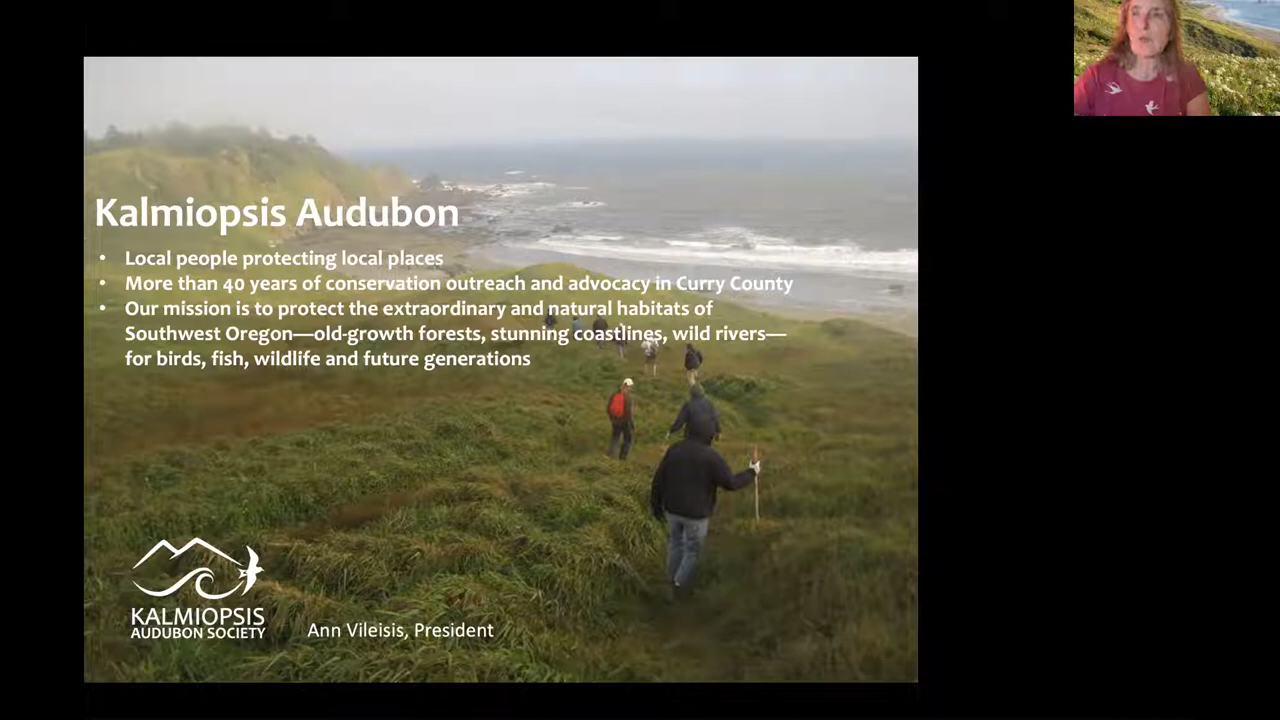 Kalmiopsis Audubon
• Local people protecting local places
• More than 40 years of conservation outreach and advocacy in Curry County
• Our mission is to protect the extraordinary and natural habitats of
Southwest Oregon—old-growth forests, stunning coastlines, wild rivers—
for birds, fish, wildlife and future generations
KALMIOPSIS
AUDUBON SOCIETY
Ann Vileisis, President